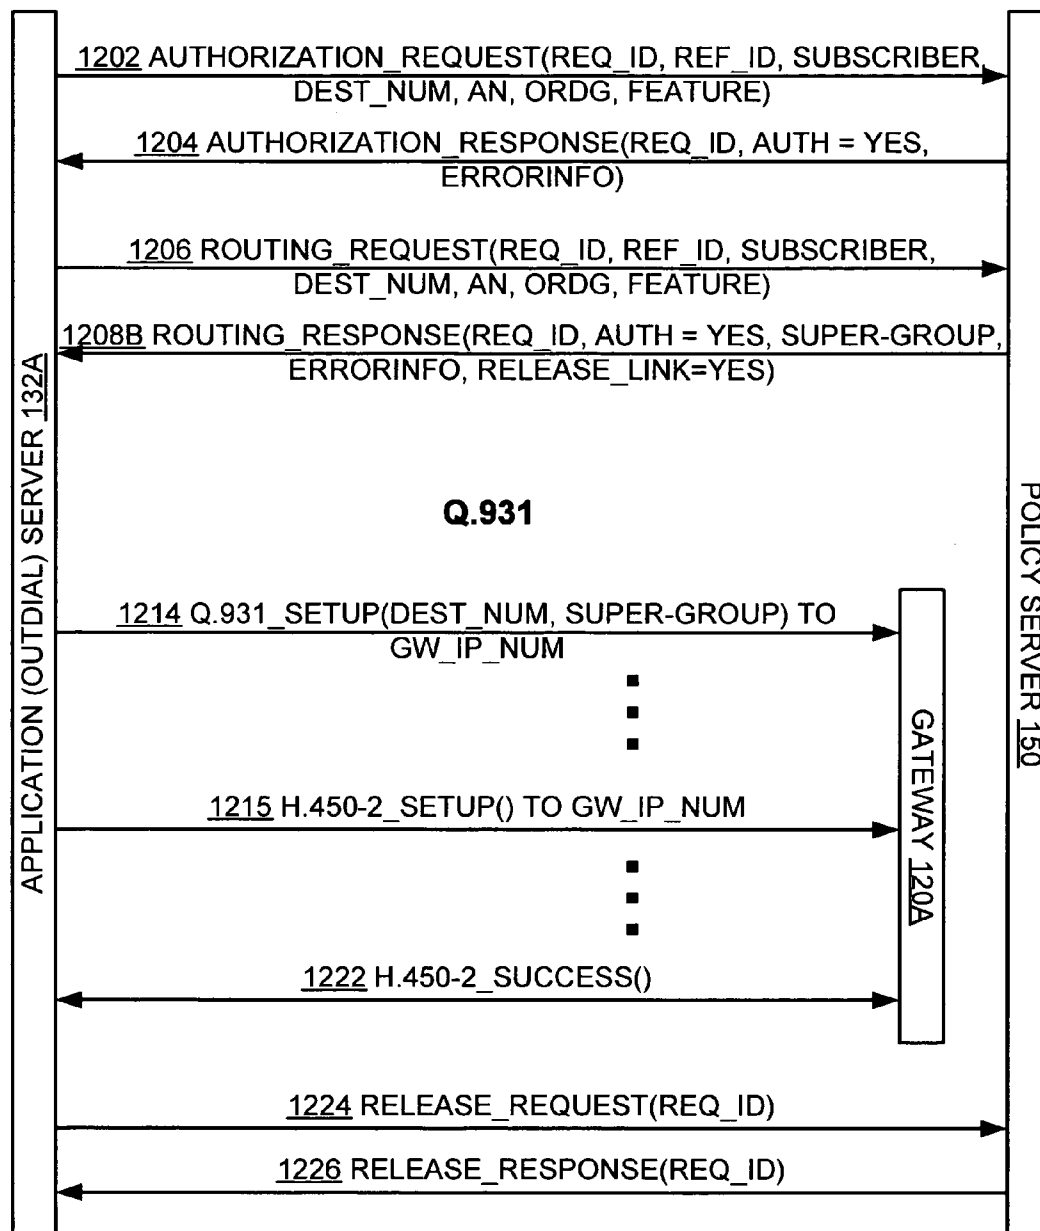 1202 AUTHORIZATION_REQUEST(REQ_ID, REF_ID, SUBSCRIBER,
DEST_NUM, AN, ORDG, FEATURE)
1204 AUTHORIZATION_RESPONSE(REQ_ID, AUTH = YES,
ERRORINFO)
1206 ROUTING_REQUEST(REQ_ID, REF_ID, SUBSCRIBER,
DEST_NUM, AN, ORDG, FEATURE)
1208B ROUTING_RESPONSE(REQ_ID, AUTH = YES, SUPER-GROUP,
ERRORINFO, RELEASE_LINK=YES)
APPLICATION (OUTDIAL) SERVER 132A
Q.931
POLICY SERVER 150
1214 Q.931_SETUP(DEST_NUM, SUPER-GROUP) TO
GW_IP_NUM
GATEWAY 120A
1215 H.450-2_SETUP() TO GW_IP_NUM
1222 H.450-2_SUCCESS()
1224 RELEASE_REQUEST(REQ_ID)
1226 RELEASE_RESPONSE(REQ_ID)